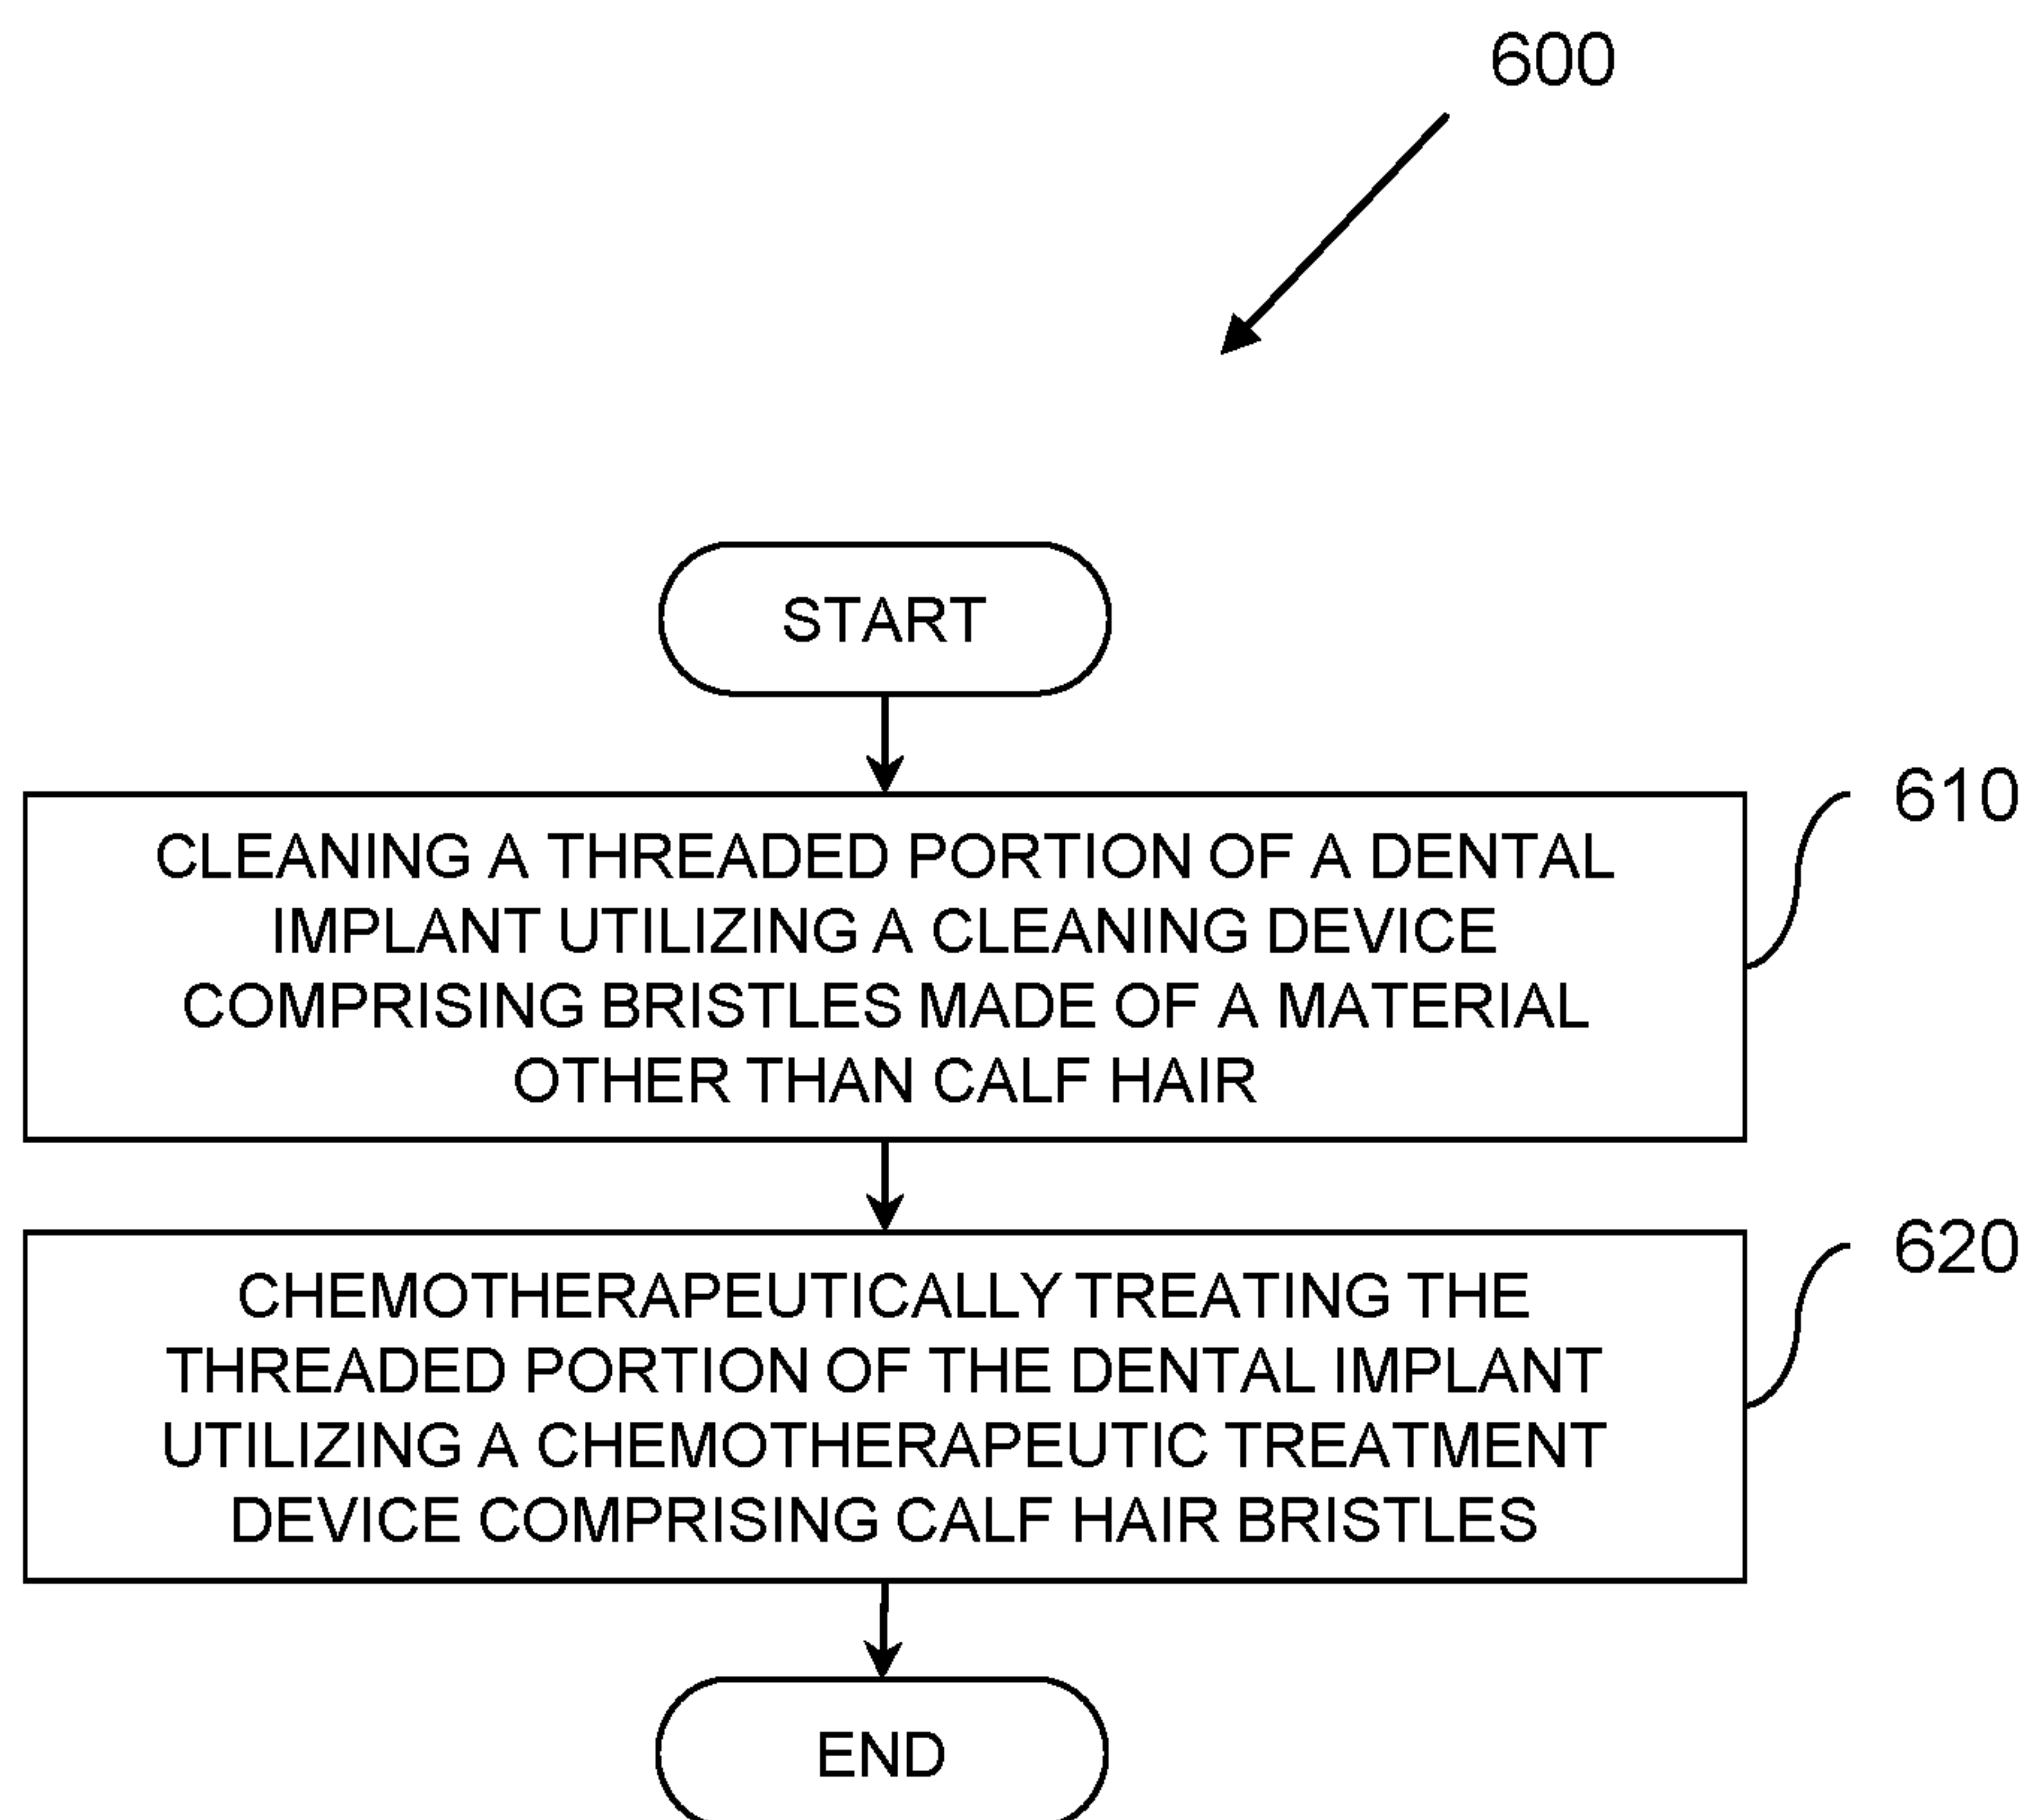 600
START
610
CLEANING A THREADED PORTION OF A DENTAL
IMPLANT UTILIZING A CLEANING DEVICE
COMPRISING BRISTLES MADE OF A MATERIAL
OTHER THAN CALF HAIR
620
CHEMOTHERAPEUTICALLY TREATING THE
THREADED PORTION OF THE DENTAL IMPLANT
UTILIZING A CHEMOTHERAPEUTIC TREATMENT
DEVICE COMPRISING CALF HAIR BRISTLES
END